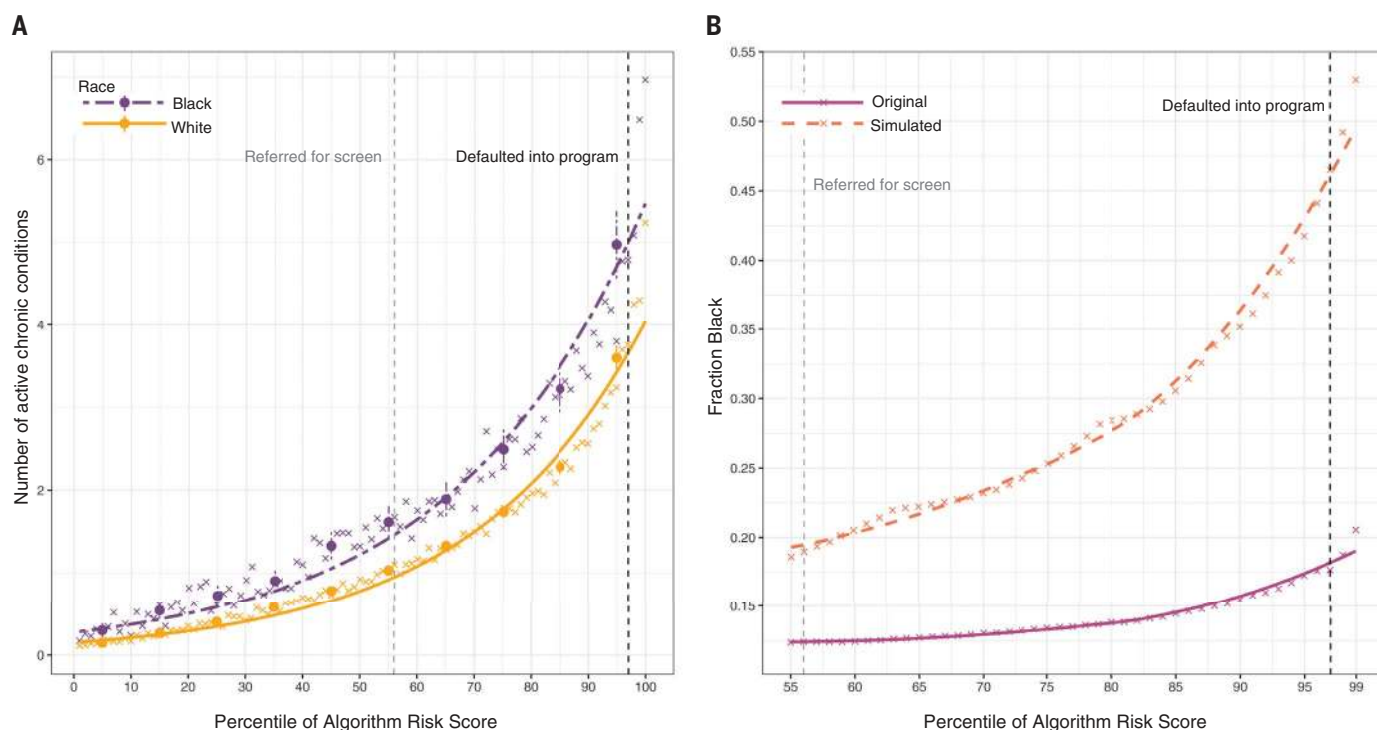 A
Number of active chronic conditions
6
4
2
0
Race
Black
White
Referred for screen
Defaulted into program
0 10 20 30 40 50 60 70 80 90 100
Percentile of Algorithm Risk Score
B
Fraction Black
0.55
0.50
0.45
0.40
0.35
0.30
0.25
0.20
0.15
Original
Simulated
Defaulted into program
Referred for screen
55 60 65 70 75 80 85 90 95 99
Percentile of Algorithm Risk Score